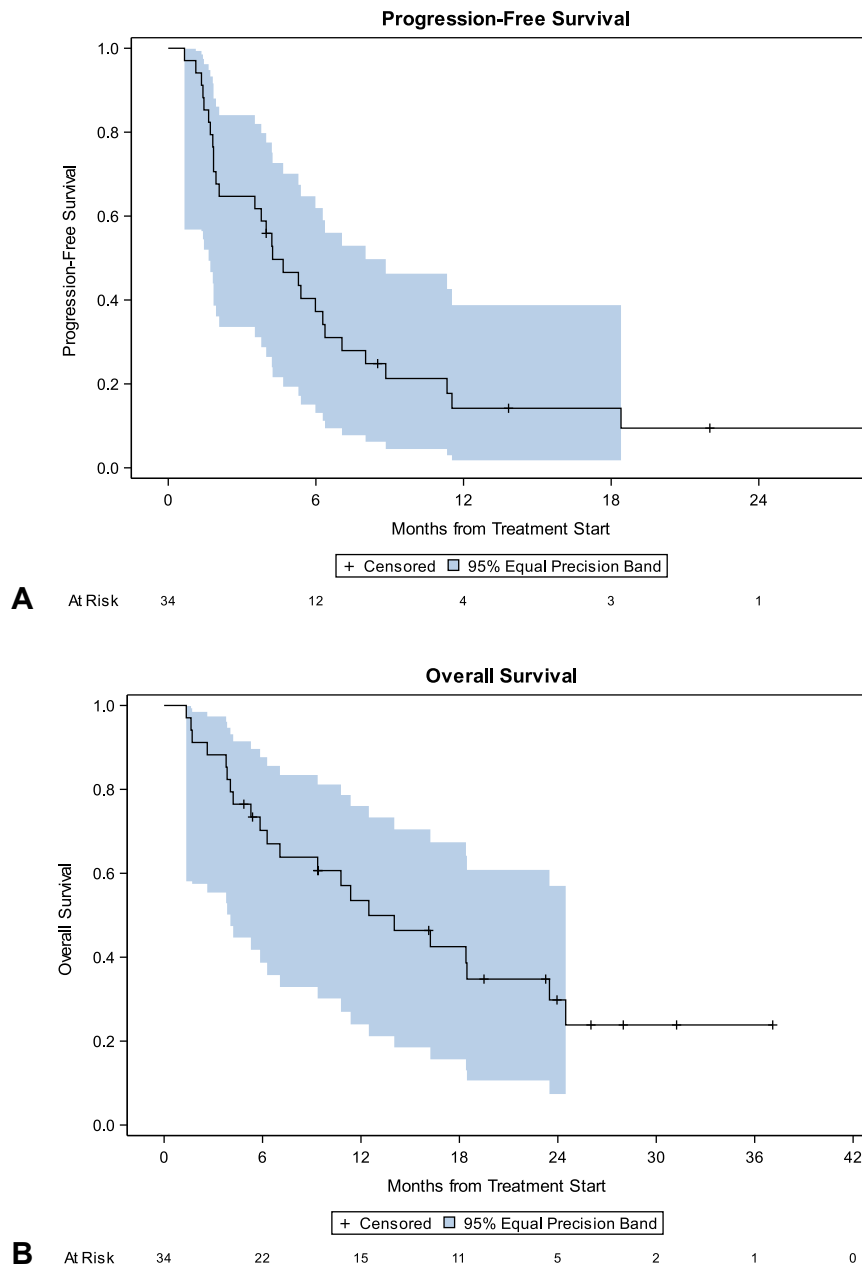 Progression-Free Survival
1.0
0.8
0.6
0.4
0.2
0.0
Progression-Free Survival
0 6 12 18 24
Months from Treatment Start
+ Censored 95% Equal Precision Band
A At Risk 34 12 4 3 1
Overall Survival
1.0
0.8
0.6
0.4
0.2
0.0
Overall Survival
0 6 12 18 24 30 36 42
Months from Treatment Start
+ Censored 95% Equal Precision Band
B At Risk 34 22 15 11 5 2 1 0